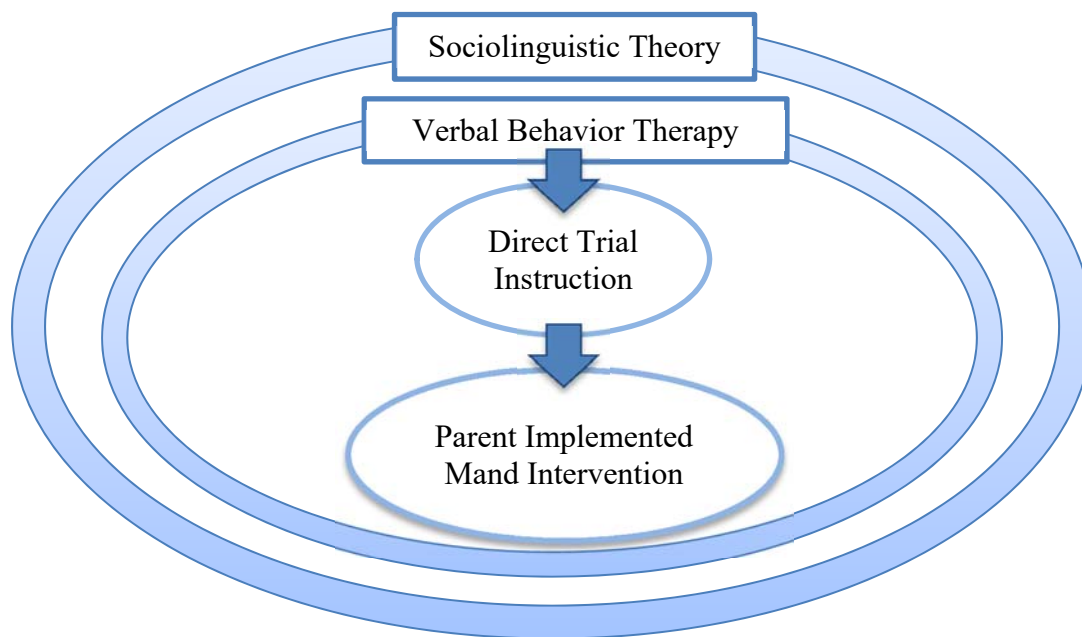 Sociolinguistic Theory
Verbal Behavior Therapy
Direct Trial
Instruction
Parent Implemented
Mand Intervention